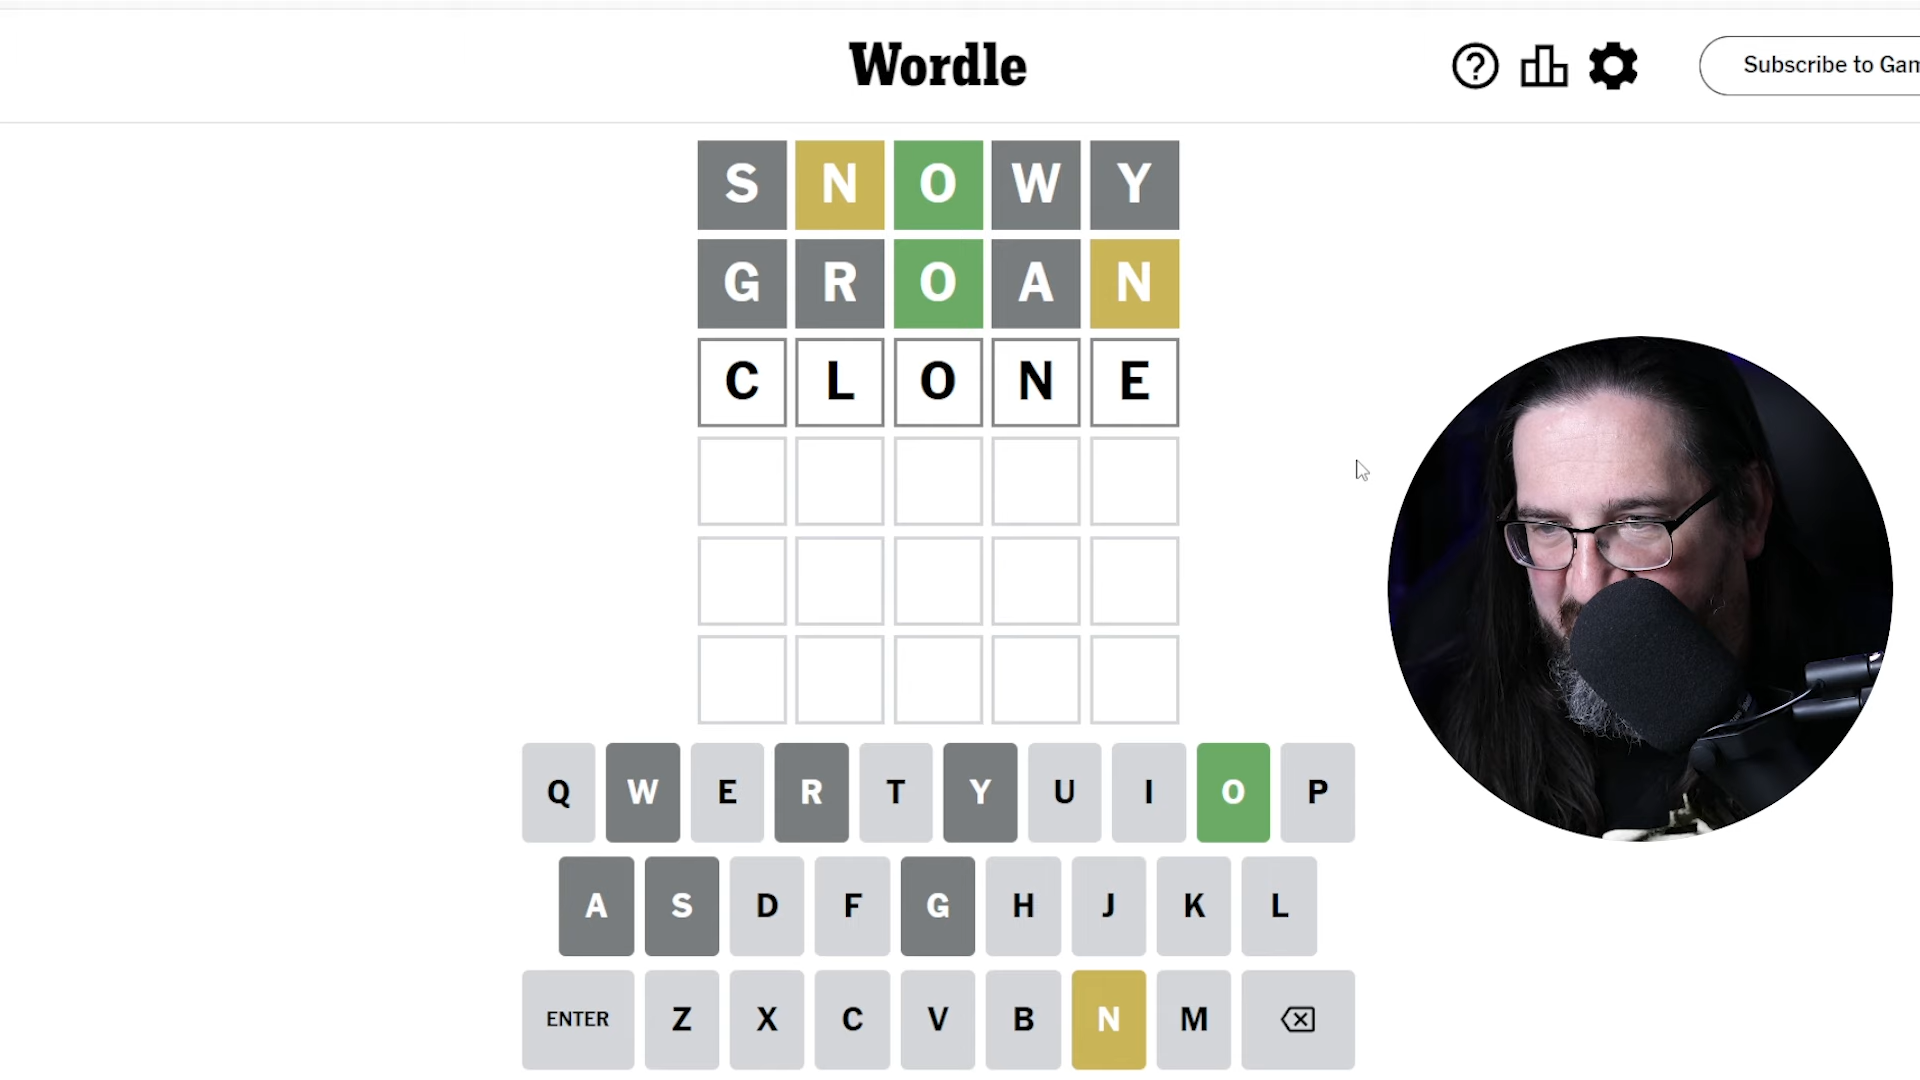 Wordle
Subscribe to Gam
S N O W Y
G R O A N
C L O N E
Q W E R T Y U I O P
A S D F G H J K L
ENTER Z X C V B N M